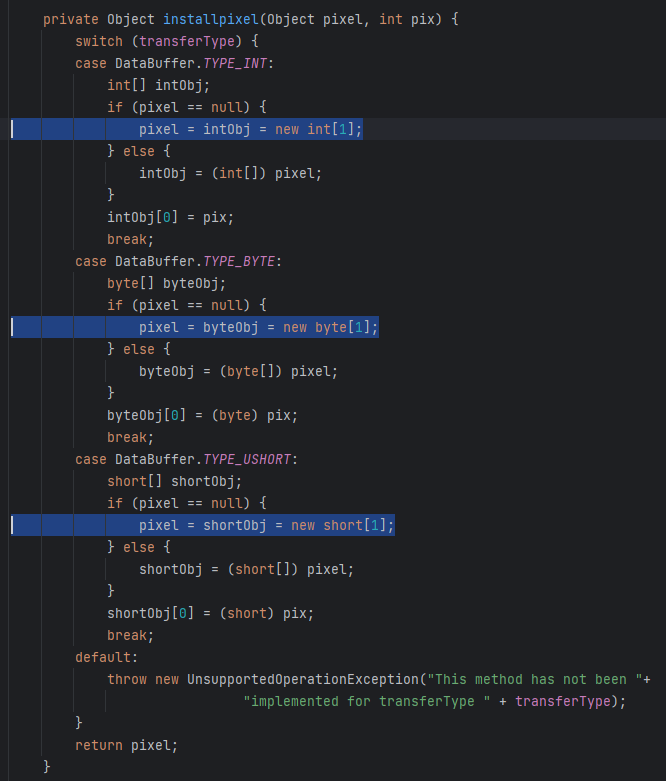 private Object installpixel(Object pixel, int pix) {
    switch (transferType) {
    case DataBuffer.TYPE_INT:
        int[] intObj;
        if (pixel == null) {
            pixel = intObj = new int[1];
        } else {
            intObj = (int[]) pixel;
        }
        intObj[0] = pix;
        break;
    case DataBuffer.TYPE_BYTE:
        byte[] byteObj;
        if (pixel == null) {
            pixel = byteObj = new byte[1];
        } else {
            byteObj = (byte[]) pixel;
        }
        byteObj[0] = (byte) pix;
        break;
    case DataBuffer.TYPE_USHORT:
        short[] shortObj;
        if (pixel == null) {
            pixel = shortObj = new short[1];
        } else {
            shortObj = (short[]) pixel;
        }
        shortObj[0] = (short) pix;
        break;
    default:
        throw new UnsupportedOperationException("This method has not been "+
                         "implemented for transferType " + transferType);
    }
    return pixel;
}